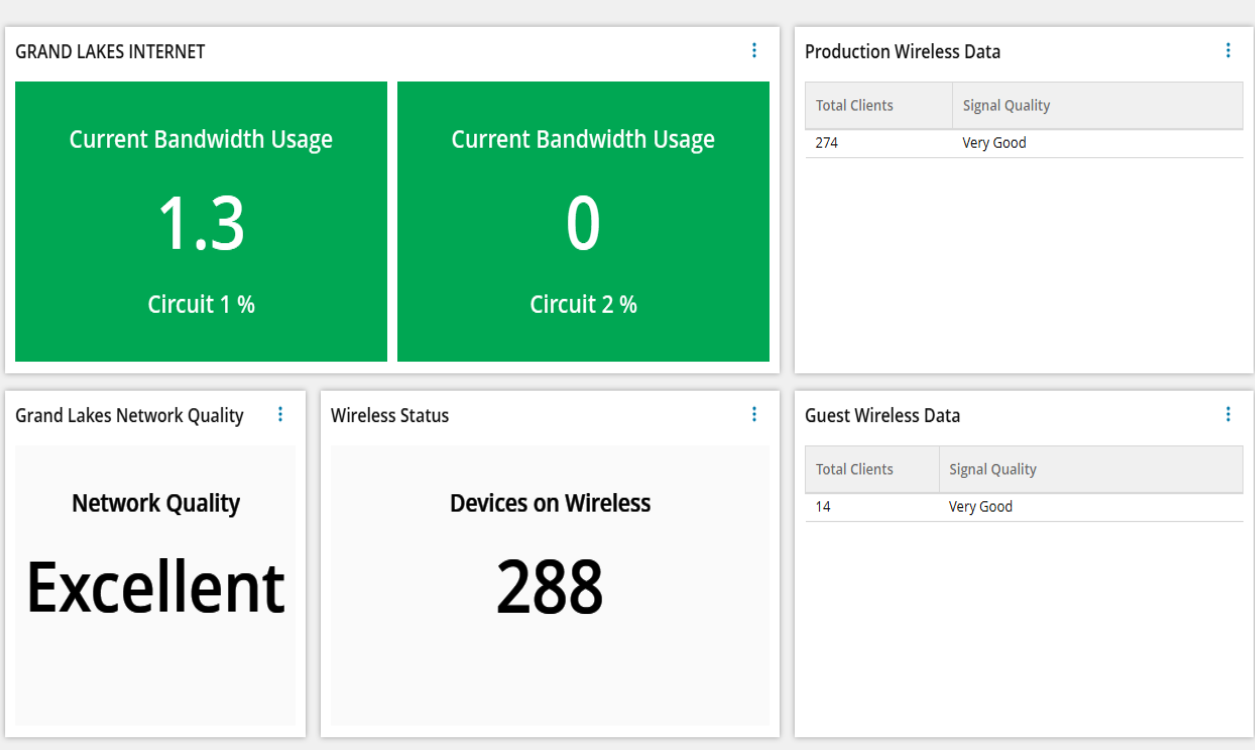 GRAND LAKES INTERNET
Current Bandwidth Usage
1.3
Circuit 1 %
Current Bandwidth Usage
0
Circuit 2 %
Production Wireless Data
Total Clients Signal Quality
274 Very Good
Grand Lakes Network Quality
Network Quality
Excellent
Wireless Status
Devices on Wireless
288
Guest Wireless Data
Total Clients Signal Quality
14 Very Good